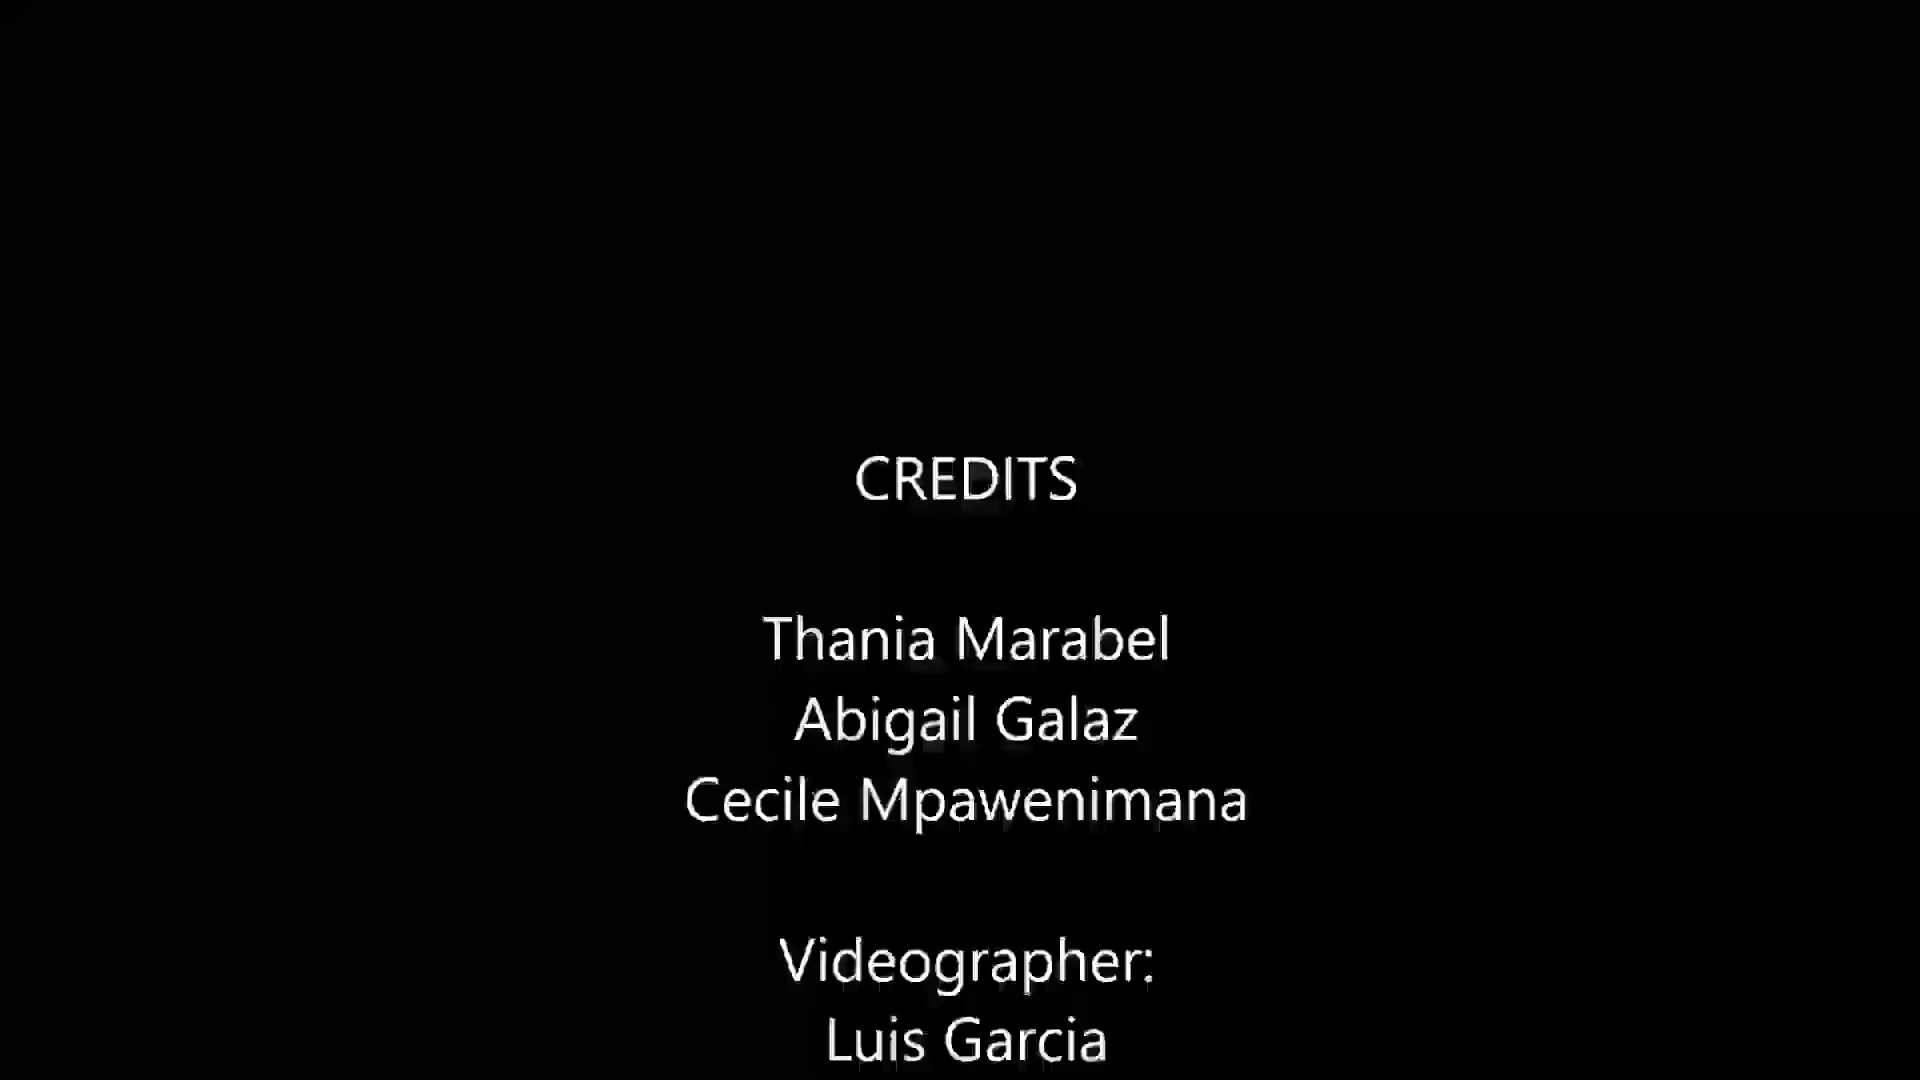 CREDITS
Thania Marabel
Abigail Galaz
Cecile Mpawenimana
Videographer:
Luis Garcia